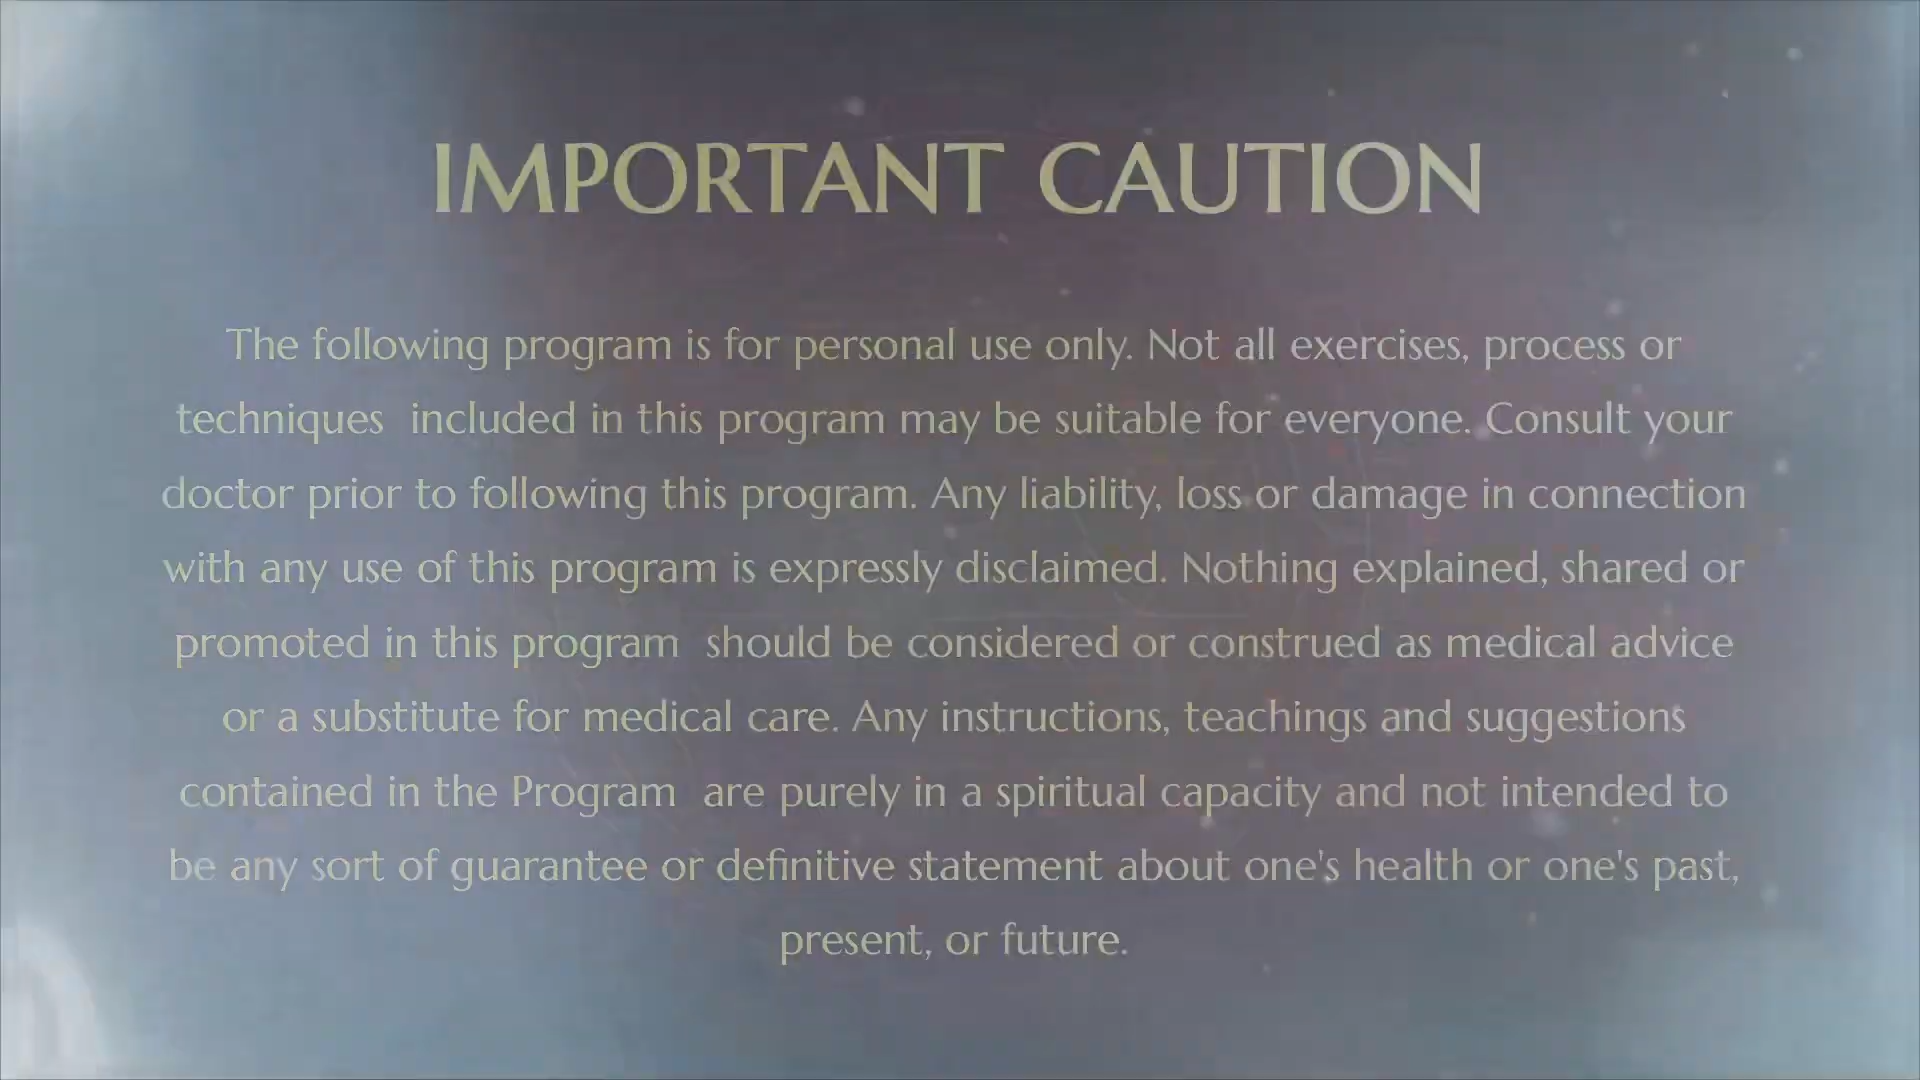 IMPORTANT CAUTION
The following program is for personal use only. Not all exercises, process or
techniques included in this program may be suitable for everyone. Consult your
doctor prior to following this program. Any liability, loss or damage in connection
with any use of this program is expressly disclaimed. Nothing explained, shared or
promoted in this program should be considered or construed as medical advice
or a substitute for medical care. Any instructions, teachings and suggestions
contained in the Program are purely in a spiritual capacity and not intended to
be any sort of guarantee or definitive statement about one's health or one's past,
present, or future.